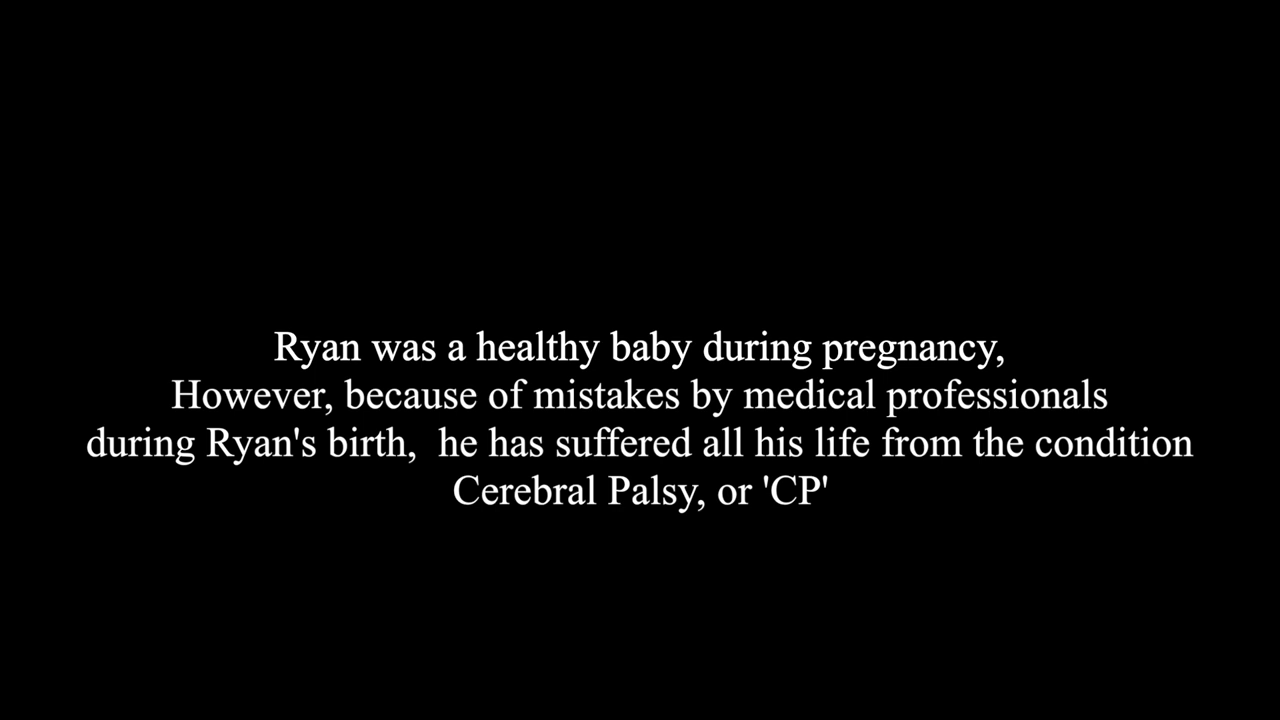 Ryan was a healthy baby during pregnancy,
However, because of mistakes by medical professionals
during Ryan's birth,  he has suffered all his life from the condition
Cerebral Palsy, or 'CP'